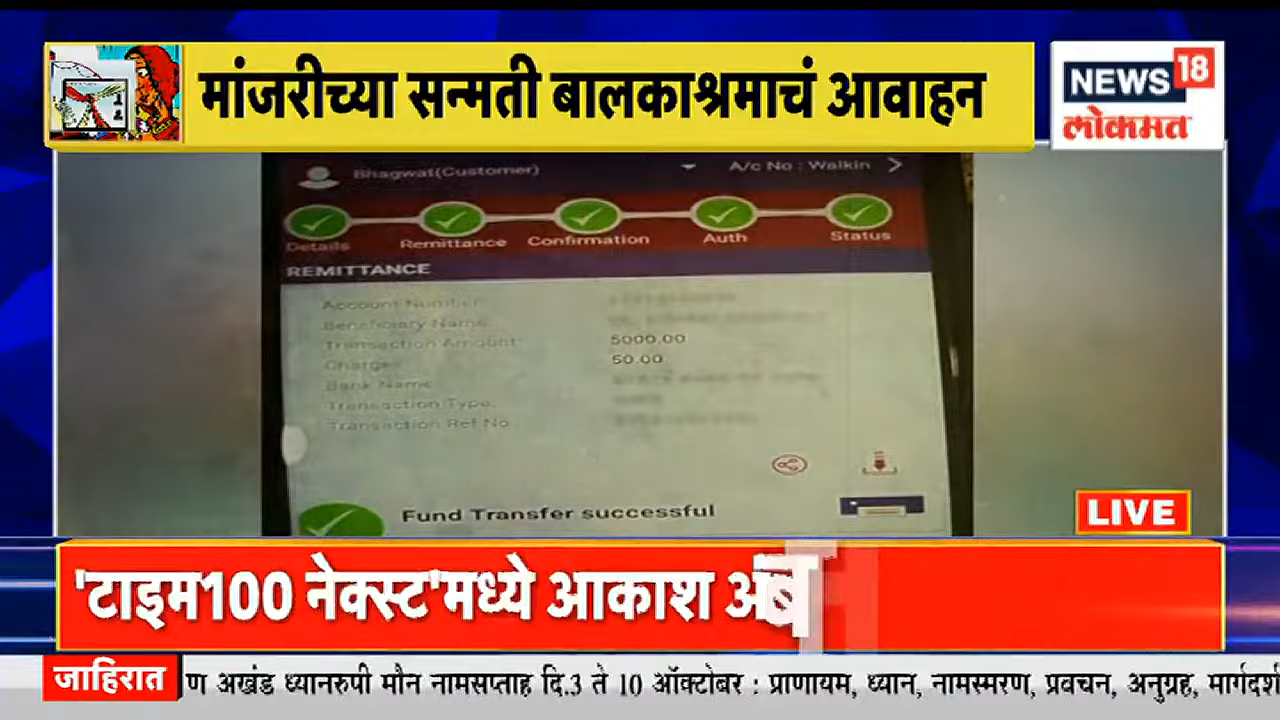 मांजरीच्या सन्मती बालकाश्रमाचं आवाहन
NEWS 18
लोकमत
Bhagwat(Customer)
A/c No : Walkin
Details
Remittance
Confirmation
Auth
Status
REMITTANCE
Account Number
Beneficiary Name
Transaction Amount 5000.00
Charges 50.00
Bank Name
Transaction Type
Transaction Ref No
Fund Transfer successful
LIVE
'टाइम100 नेक्स्ट'मध्ये आकाश अंब
जाहिरात
ण अखंड ध्यानरुपी मौन नामसप्ताह दि.3 ते 10 ऑक्टोबर : प्राणायम, ध्यान, नामस्मरण, प्रवचन, अनुग्रह, मार्गदर्श